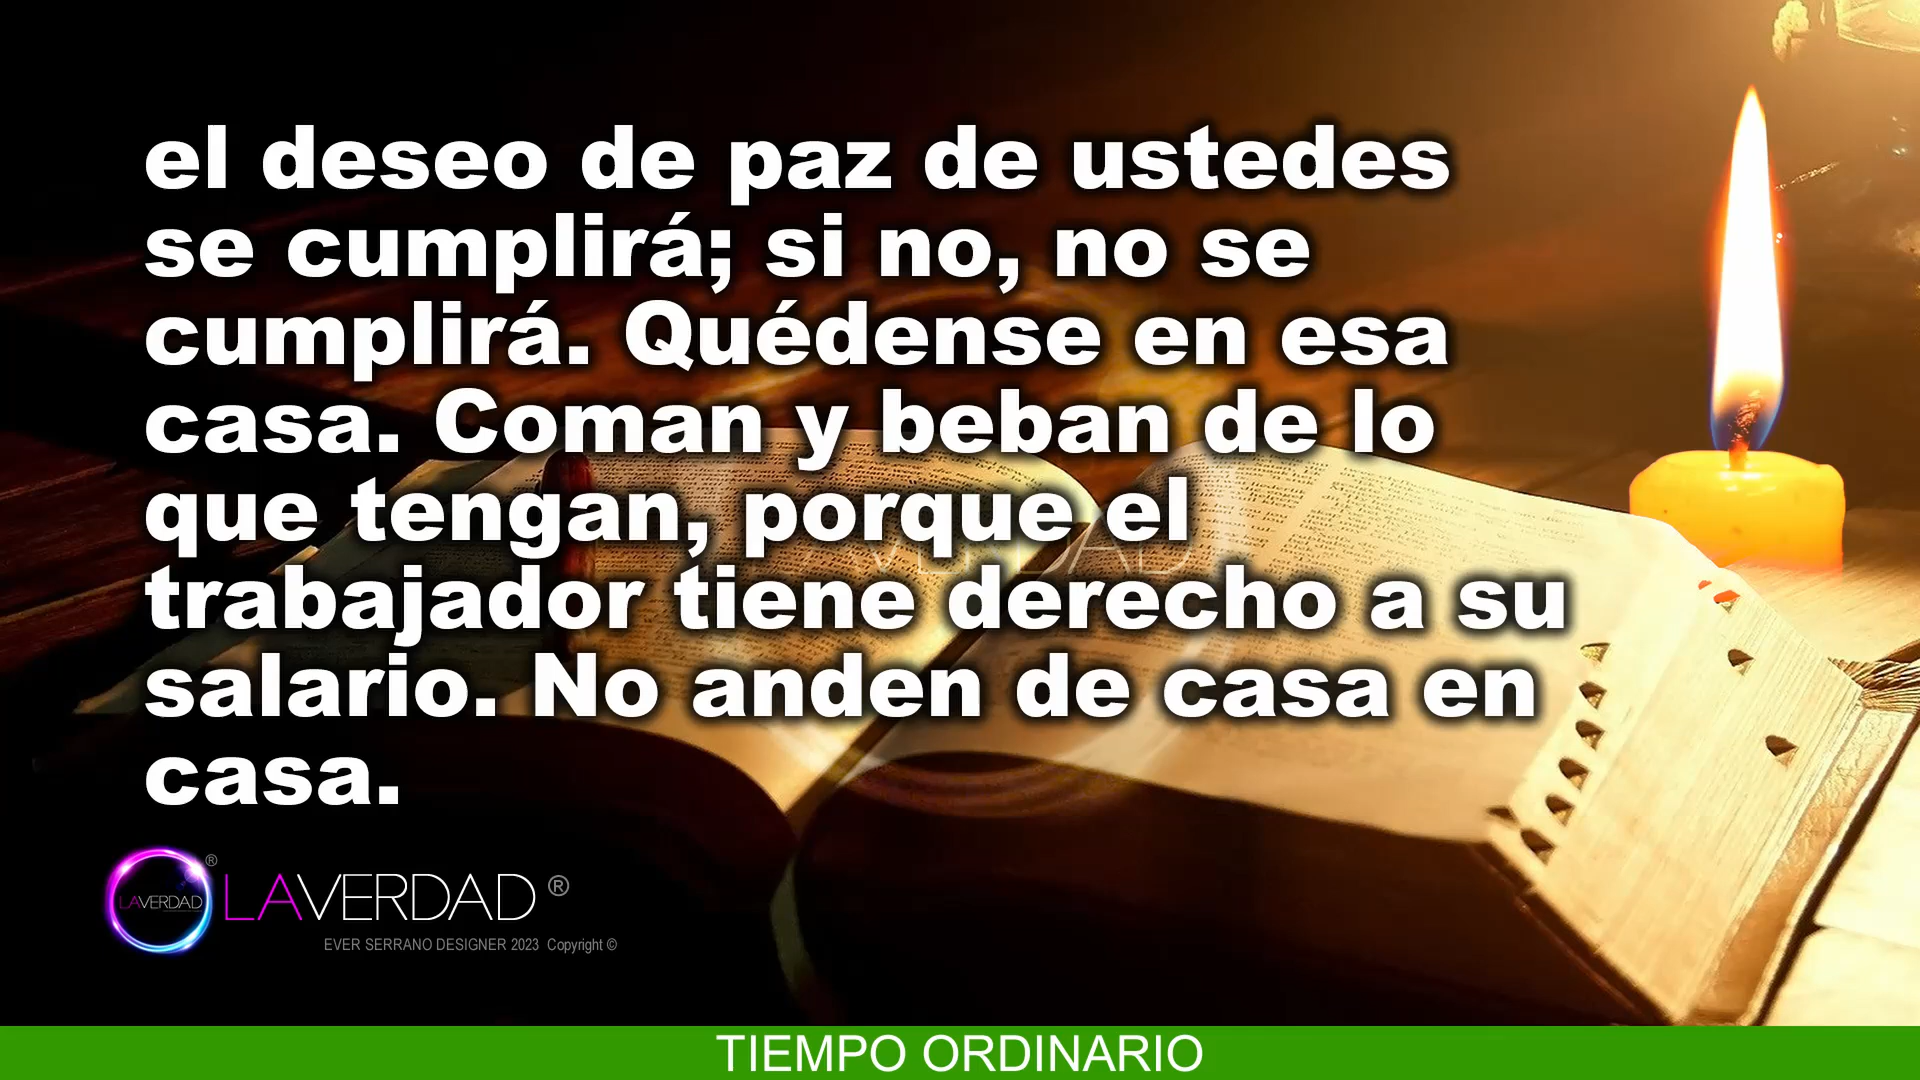 el deseo de paz de ustedes
se cumplirá; si no, no se
cumplirá. Quédense en esa
casa. Coman y beban de lo
que tengan, porque el
trabajador tiene derecho a su
salario. No anden de casa en
casa.
LAVERDAD ®
LAVERDAD ®
EVER SERRANO DESIGNER 2023 Copyright ©
TIEMPO ORDINARIO